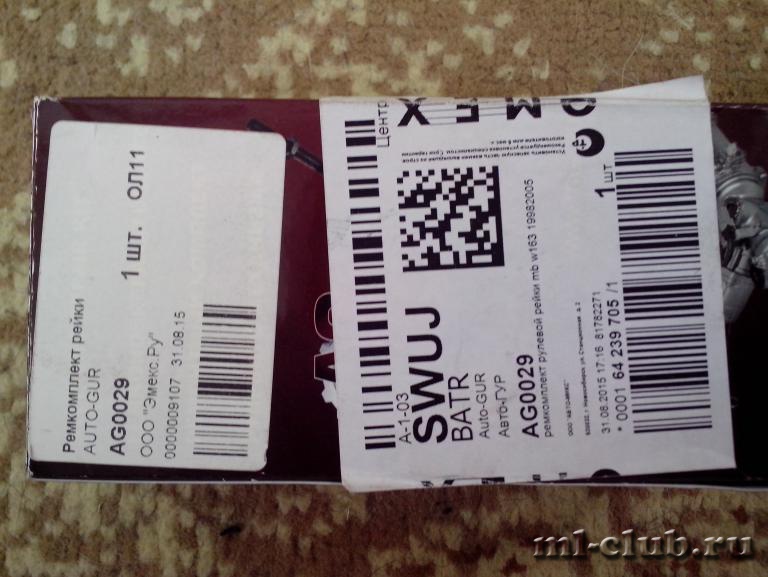 Ремкомплект рейки
AUTO-GUR
AG0029
1 шт.
ОЛ11
ООО "Эмекс.Ру"
0000009107 31.08.15
Центр
А-1-03
SWUJ
BATR
Auto-GUR
Авто-ГУР
AG0029
ремкомплект рулевой рейки mb w163 19982005
31.08.2015 17:16 81762271
* 0001 64 239 705 /1
1 шт
ml-club.ru